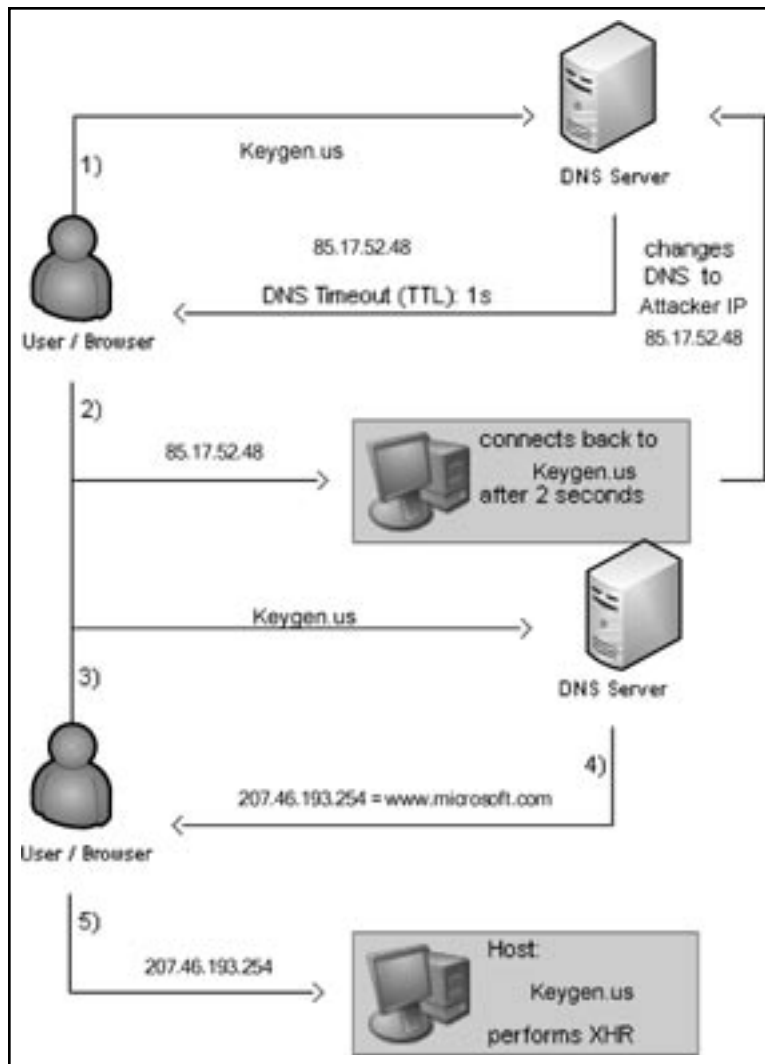 Keygen.us
1)
DNS Server
85.17.52.48
DNS Timeout (TTL): 1s
changes
DNS to
Attacker IP
85.17.52.48
User / Browser
2)
85.17.52.48
connects back to
Keygen.us
after 2 seconds
Keygen.us
3)
DNS Server
4)
207.46.193.254 = www.microsoft.com
User / Browser
5)
207.46.193.254
Host:
Keygen.us
performs XHR